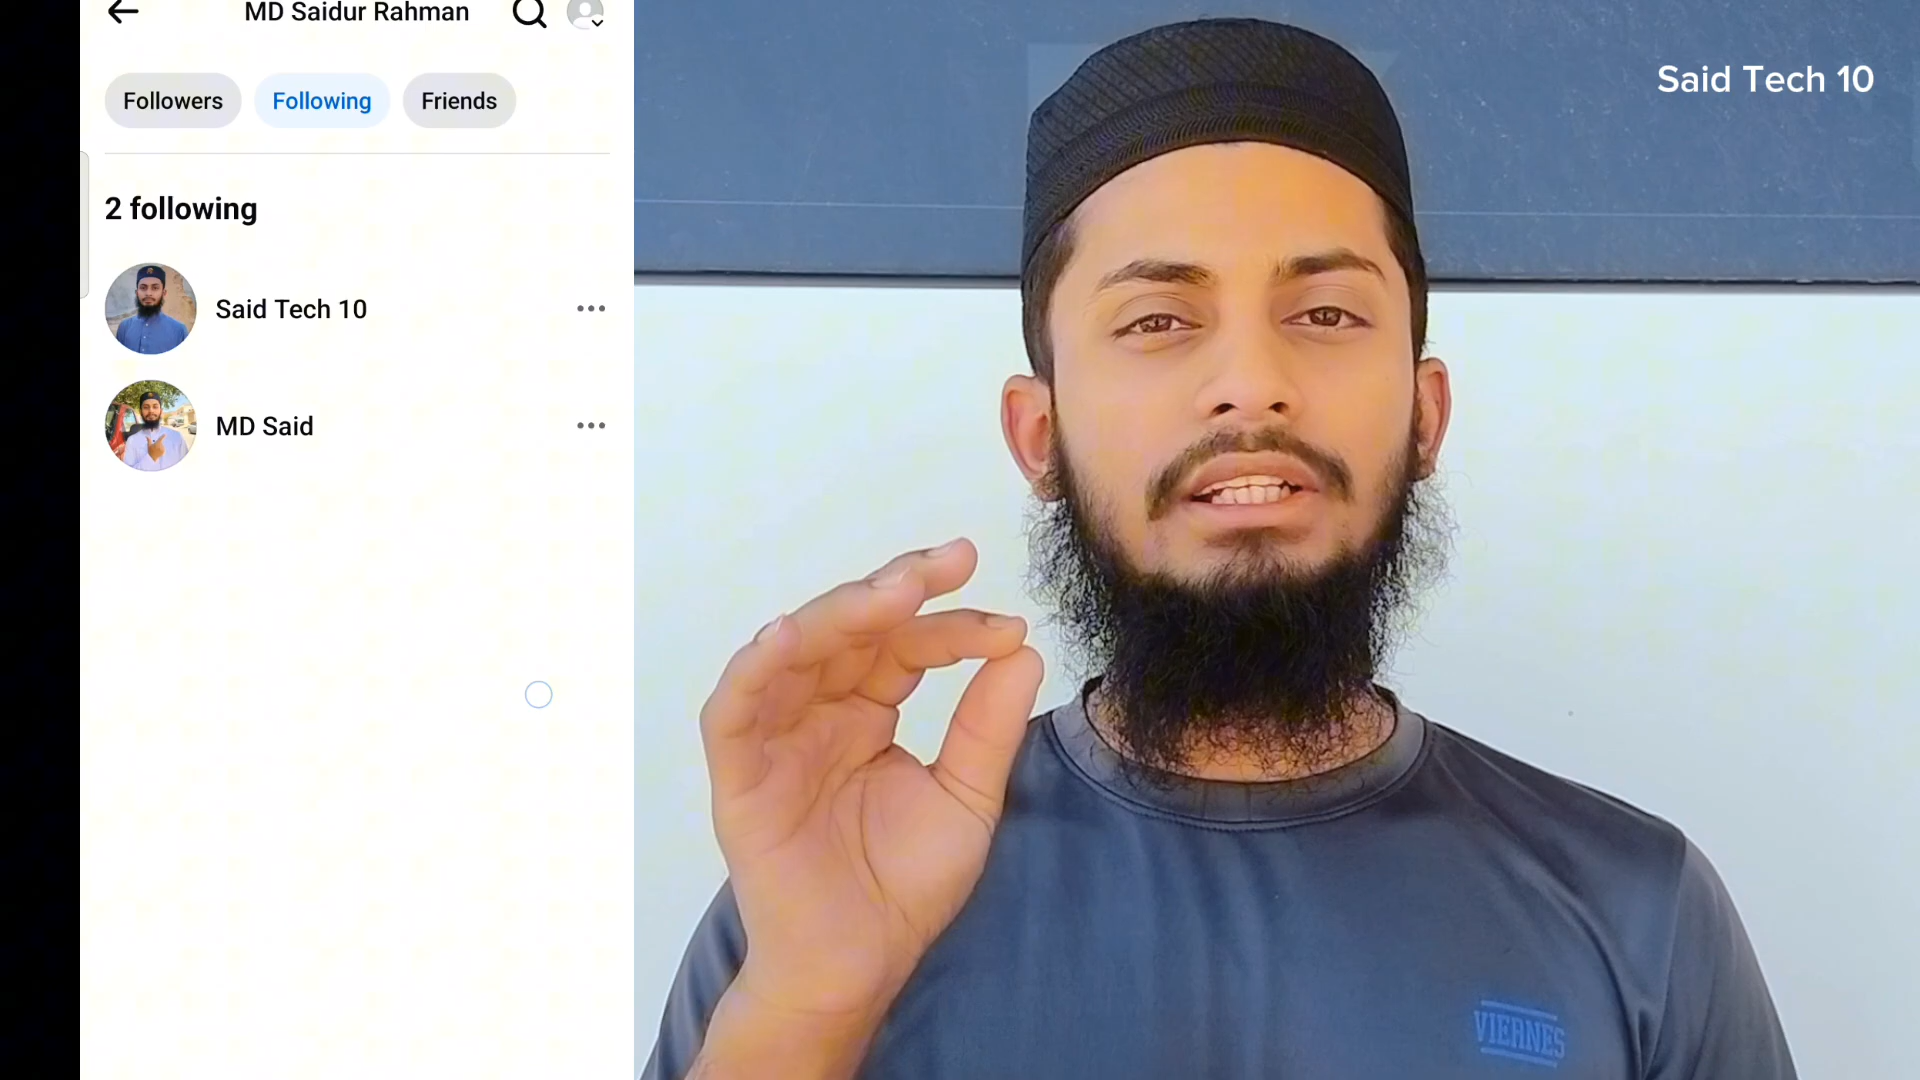 MD Saidur Rahman
Followers
Following
Friends
2 following
Said Tech 10
MD Said
Said Tech 10
VIERNES